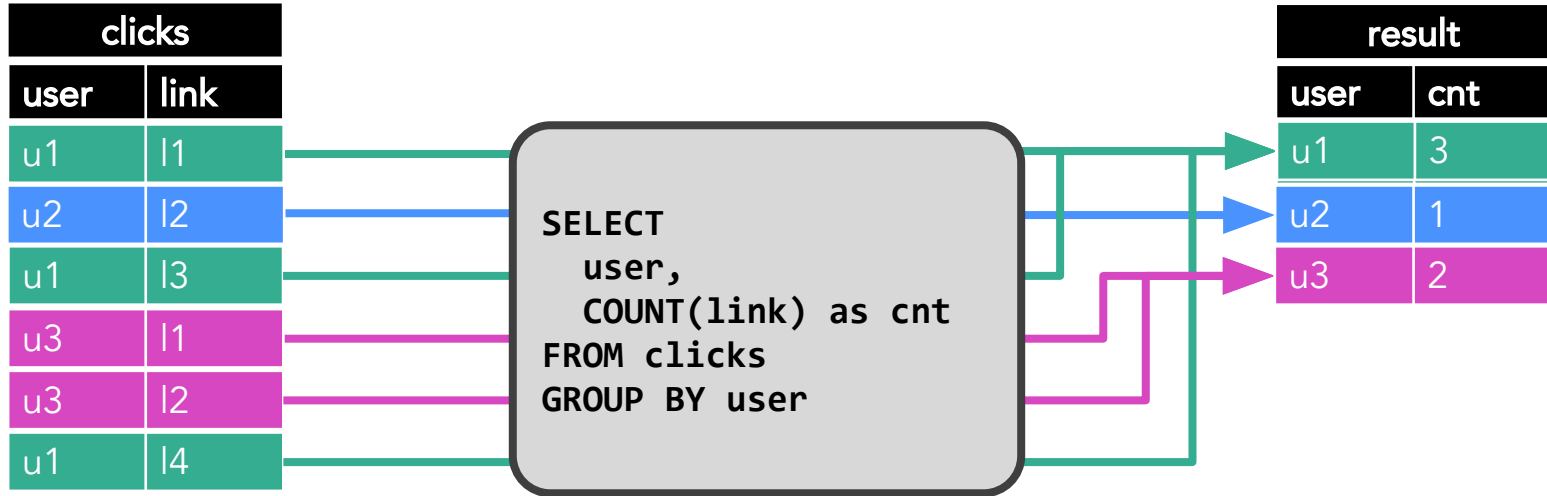 clicks
user link
u1 l1
u2 l2
u1 l3
u3 l1
u3 l2
u1 l4
SELECT
user,
COUNT(link) as cnt
FROM clicks
GROUP BY user
result
user cnt
u1 3
u2 1
u3 2